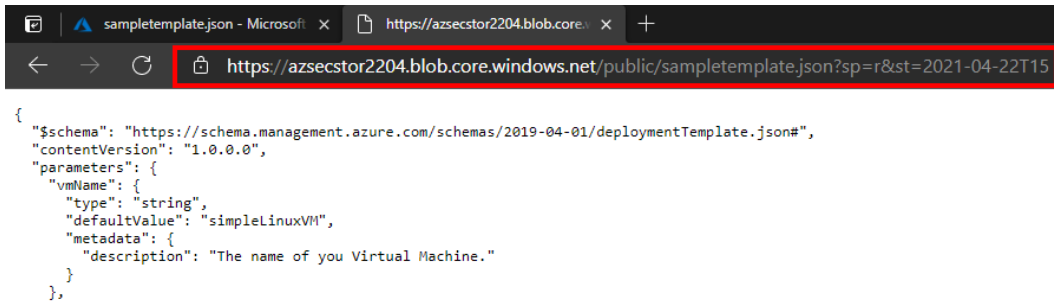 sampletemplate.json - Microsoft
https://azsecstor2204.blob.core.
https://azsecstor2204.blob.core.windows.net/public/sampletemplate.json?sp=r&st=2021-04-22T15
{
"$schema": "https://schema.management.azure.com/schemas/2019-04-01/deploymentTemplate.json#",
"contentVersion": "1.0.0.0",
"parameters": {
"vmName": {
"type": "string",
"defaultValue": "simpleLinuxVM",
"metadata": {
"description": "The name of you Virtual Machine."
}
},